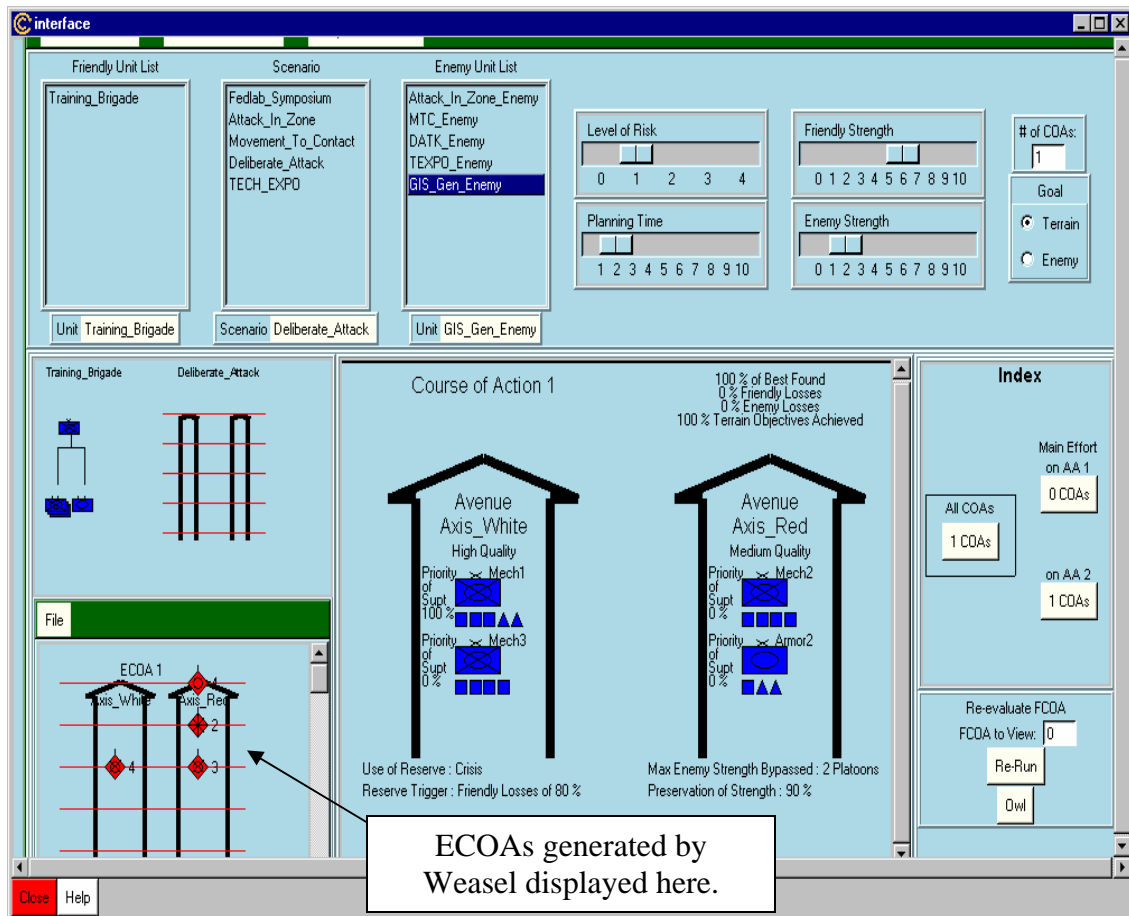 interface
Friendly Unit List
Training_Brigade
Unit Training_Brigade
Scenario
Fedlab_Symposium
Attack_In_Zone
Movement_To_Contact
Deliberate_Attack
TECH_EXPO
Scenario Deliberate_Attack
Enemy Unit List
Attack_In_Zone_Enemy
MTC_Enemy
DATK_Enemy
TEXPO_Enemy
GIS_Gen_Enemy
Unit GIS_Gen_Enemy
Level of Risk
0 1 2 3 4
Planning Time
1 2 3 4 5 6 7 8 9 10
Friendly Strength
0 1 2 3 4 5 6 7 8 9 10
Enemy Strength
0 1 2 3 4 5 6 7 8 9 10
# of COAs:
1
Goal
Terrain
Enemy
Training_Brigade
Deliberate_Attack
File
ECOA 1
Axis_White
Axis_Red
4
2
4
3
Course of Action 1
100 % of Best Found
0 % Friendly Losses
0 % Enemy Losses
100 % Terrain Objectives Achieved
Avenue
Axis_White
High Quality
Priority
of
Supt
100 %
Mech1
Priority
of
Supt
0 %
Mech3
Avenue
Axis_Red
Medium Quality
Priority
of
Supt
0 %
Mech2
Priority
of
Supt
0 %
Armor2
Use of Reserve : Crisis
Reserve Trigger : Friendly Losses of 80 %
Max Enemy Strength Bypassed : 2 Platoons
Preservation of Strength : 90 %
Index
All COAs
1 COAs
Main Effort
on AA 1
0 COAs
on AA 2
1 COAs
Re-evaluate FCOA
FCOA to View: 0
Re-Run
Owl
ECOAs generated by
Weasel displayed here.
Close
Help